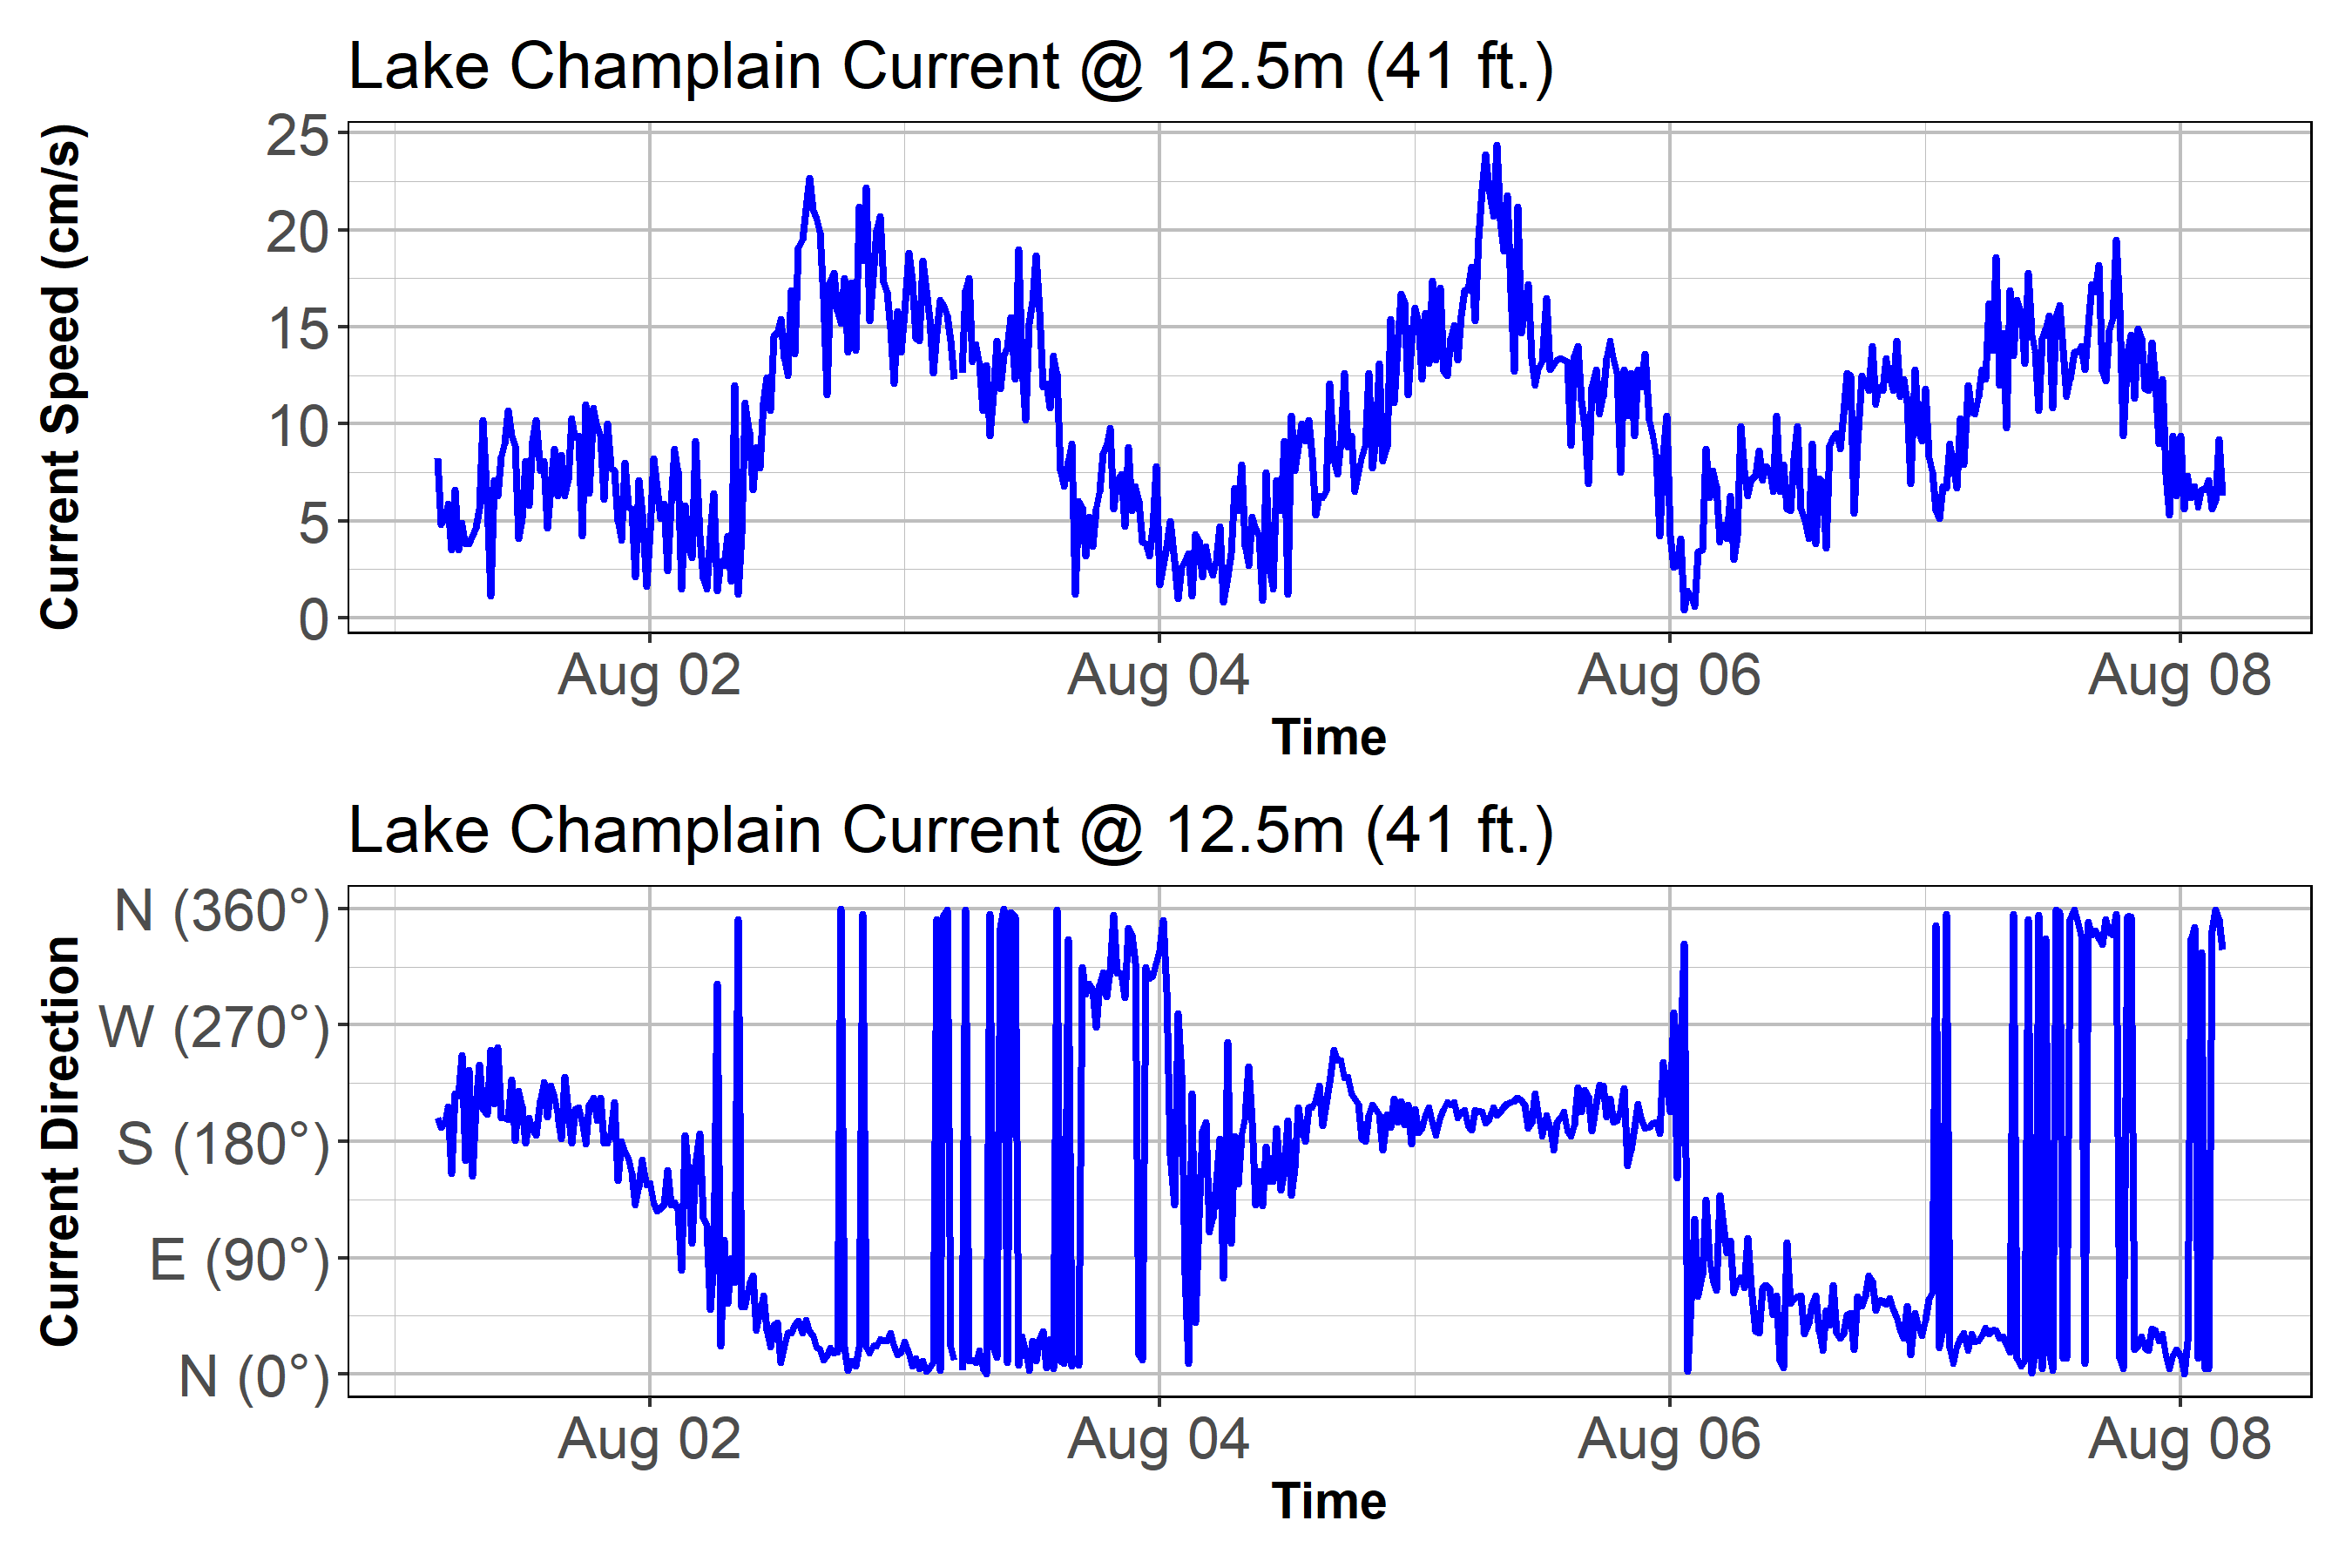 Lake Champlain Current @ 12.5m (41 ft.)
Current Speed (cm/s)
25
20
15
10
5
0
Aug 02 Aug 04 Aug 06 Aug 08
Time
Lake Champlain Current @ 12.5m (41 ft.)
Current Direction
N (360°)
W (270°)
S (180°)
E (90°)
N (0°)
Aug 02 Aug 04 Aug 06 Aug 08
Time